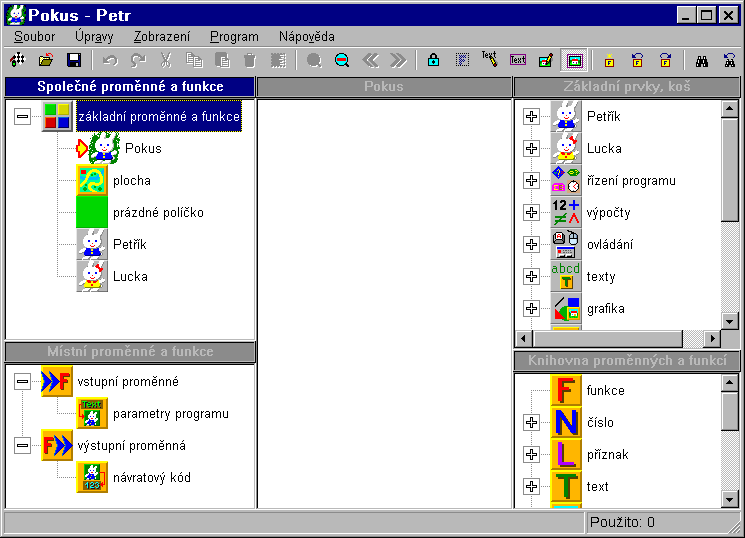 Pokus - Petr
Soubor Úpravy Zobrazení Program Nápověda
Text
Společné proměnné a funkce
základní proměnné a funkce
Pokus
plocha
prázdné políčko
Petřík
Lucka
Místní proměnné a funkce
vstupní proměnné
F
parametry programu
Text
výstupní proměnná
F
návratový kód
123
Pokus
Základní prvky, koš
Petřík
Lucka
řízení programu
výpočty
12+
≠Λ
ovládání
texty
abcd
T
grafika
Knihovna proměnných a funkcí
F funkce
N číslo
L příznak
T text
Použito: 0